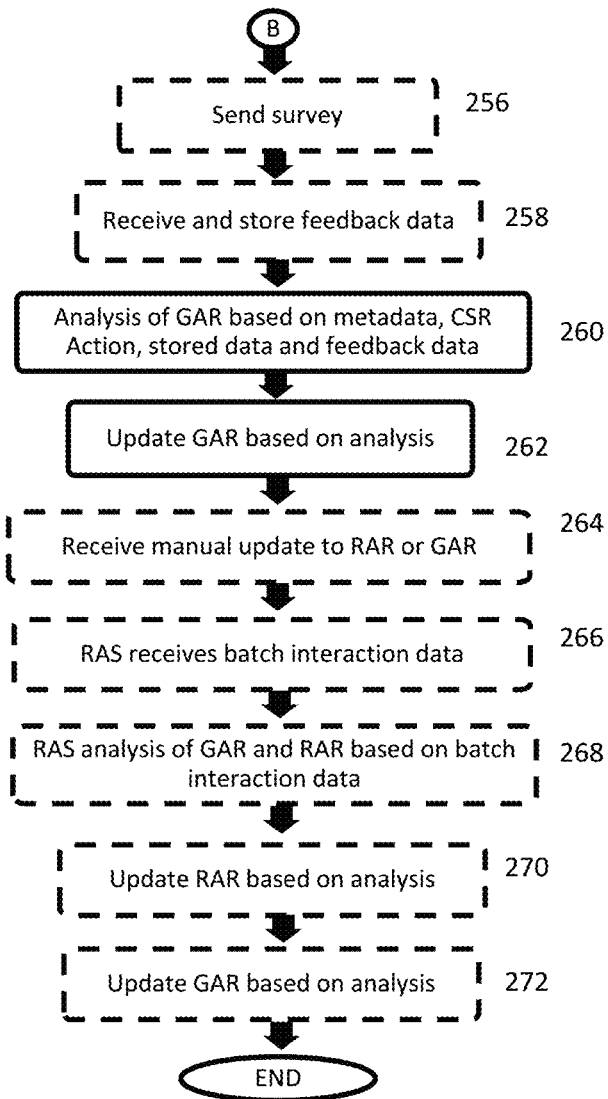 B
Send survey
256
Receive and store feedback data
258
Analysis of GAR based on metadata, CSR
Action, stored data and feedback data
260
Update GAR based on analysis
262
Receive manual update to RAR or GAR
264
RAS receives batch interaction data
266
RAS analysis of GAR and RAR based on batch
interaction data
268
Update RAR based on analysis
270
Update GAR based on analysis
272
END